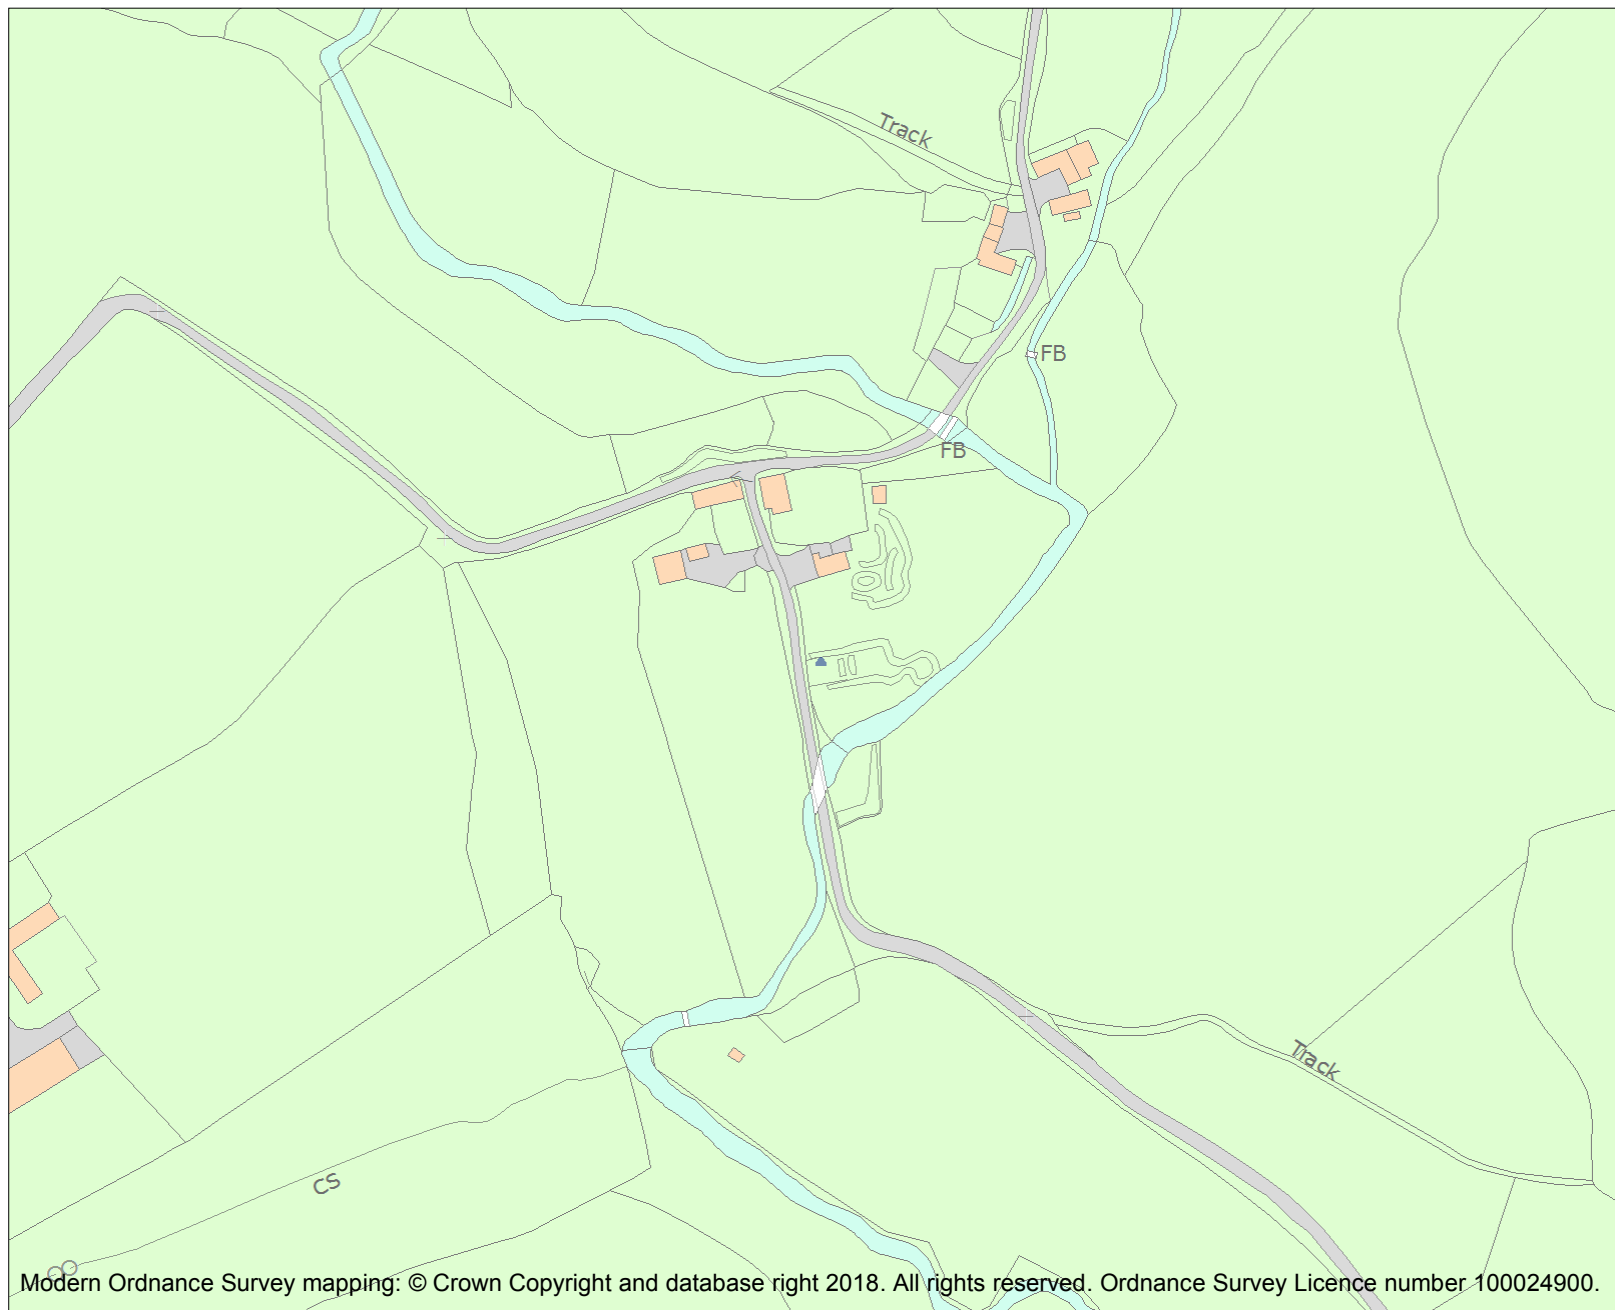 Track
FB
FB
Track
CS
Modern Ordnance Survey mapping: © Crown Copyright and database right 2018. All rights reserved. Ordnance Survey Licence number 100024900.